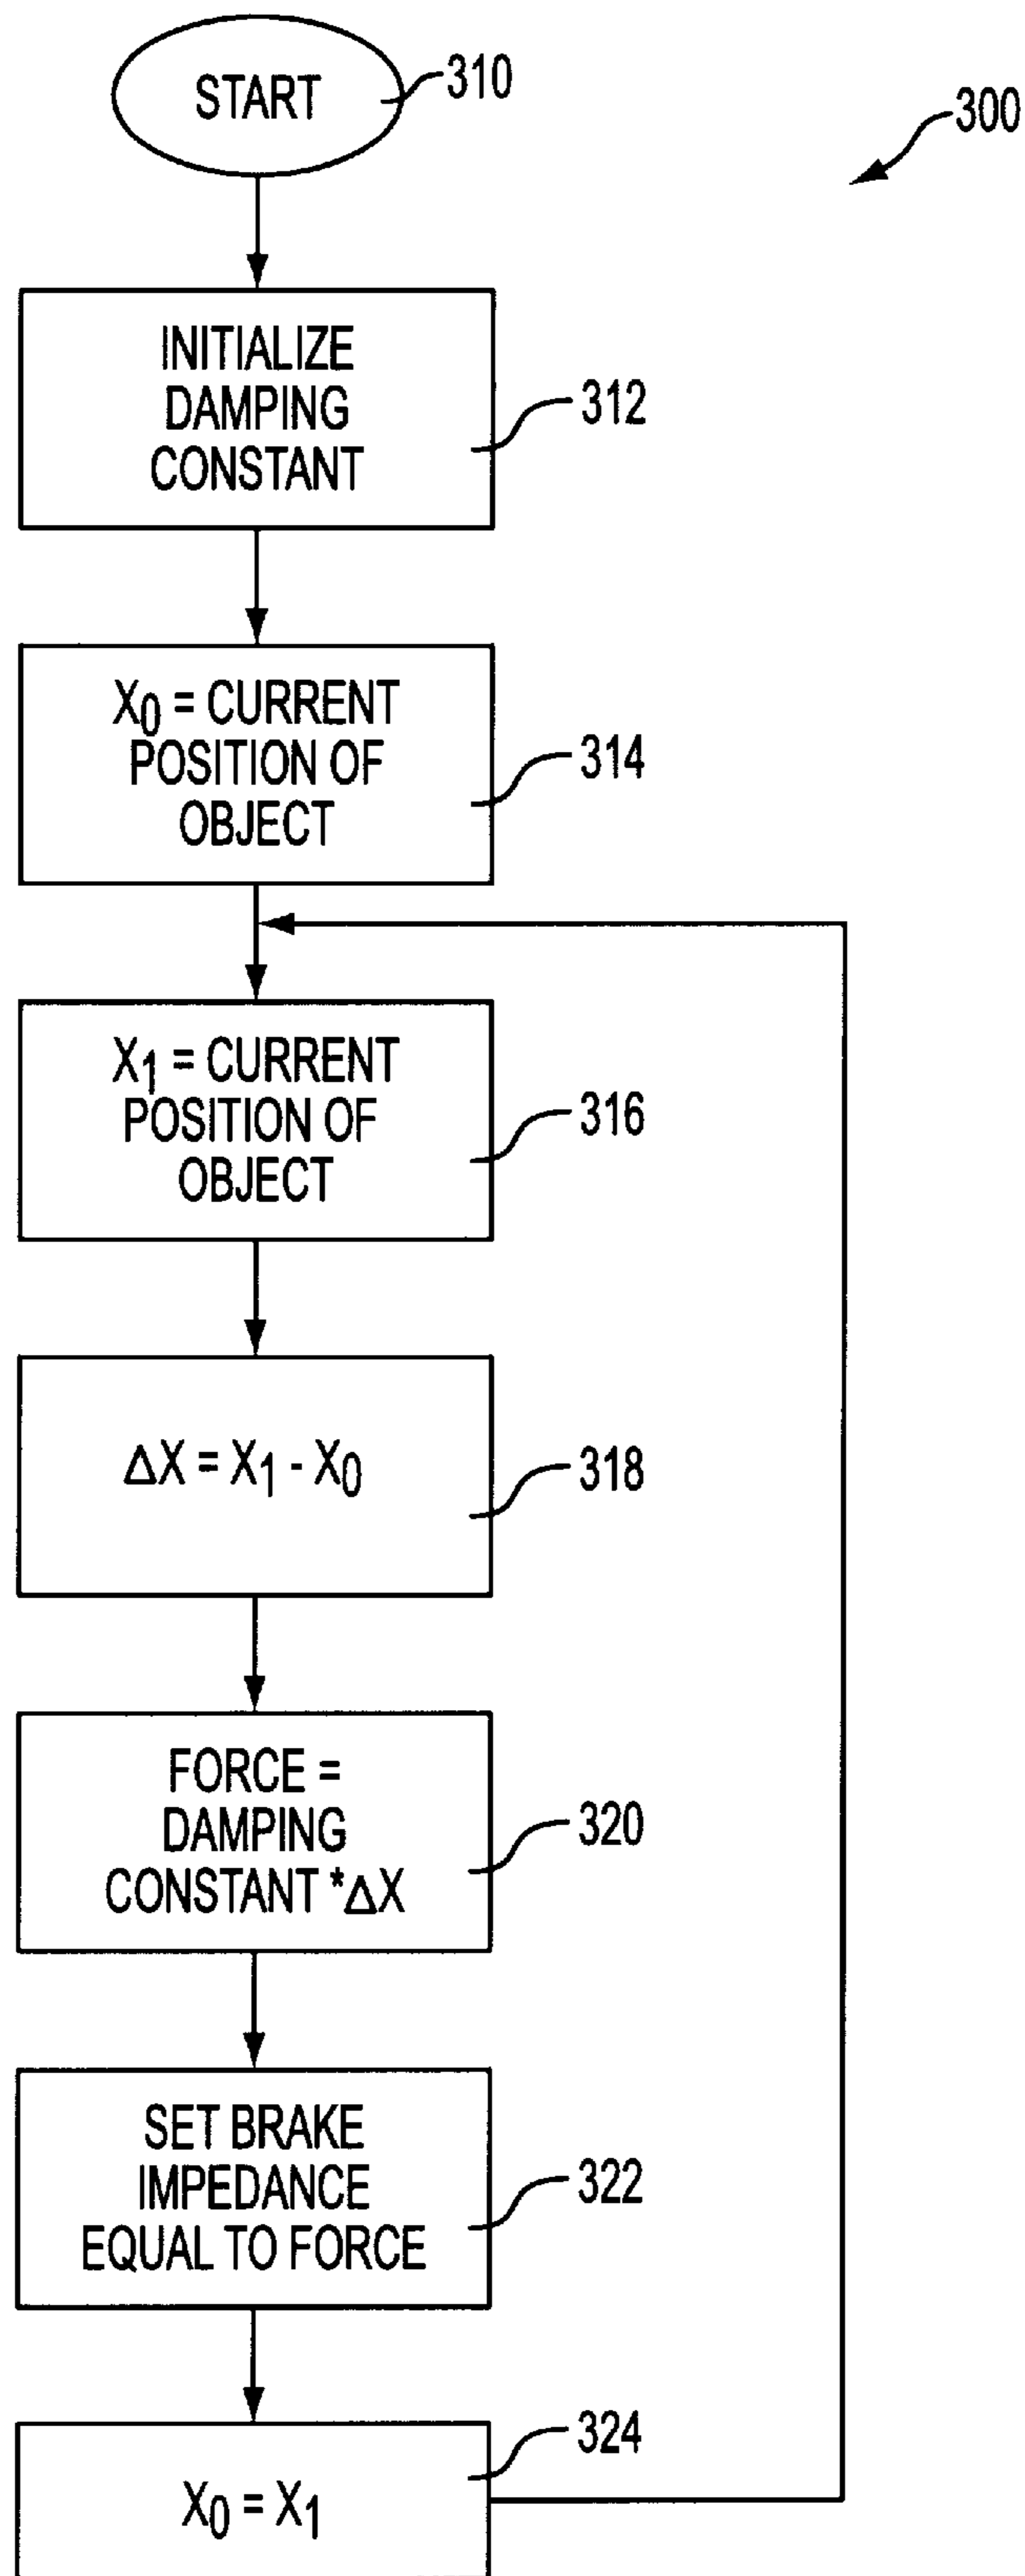 START
310
300
INITIALIZE
DAMPING
CONSTANT
312
X0 = CURRENT
POSITION OF
OBJECT
314
X1 = CURRENT
POSITION OF
OBJECT
316
ΔX = X1 - X0
318
FORCE =
DAMPING
CONSTANT *ΔX
320
SET BRAKE
IMPEDANCE
EQUAL TO FORCE
322
324
X0 = X1